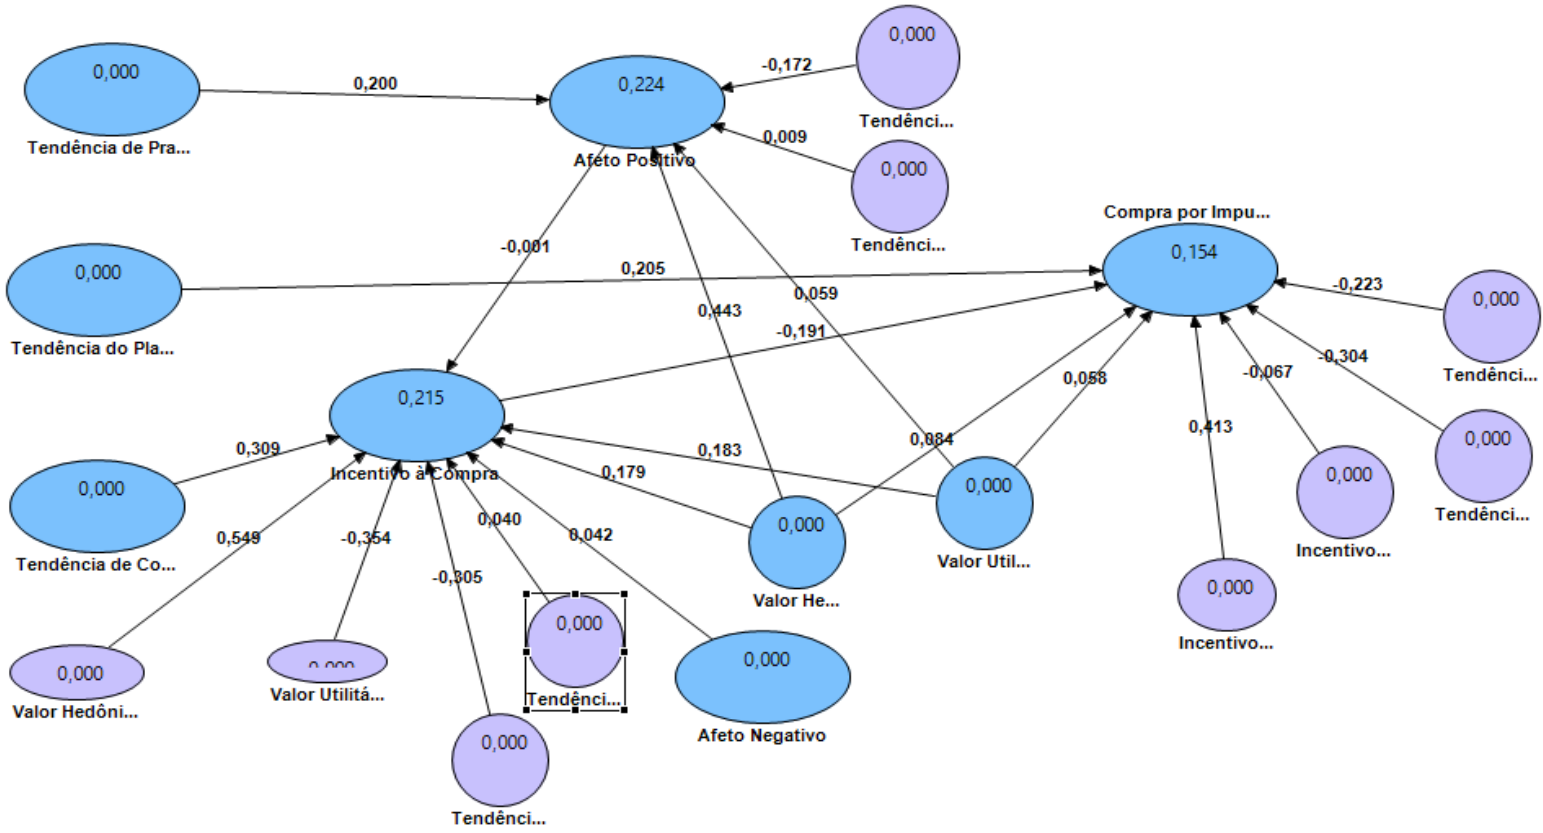 0,000
Tendência de Pra...
0,200
0,224
Afeto Positivo
-0,172
0,000
Tendênci...
0,009
0,000
Tendênci...
Compra por Impu...
0,154
-0,001
0,000
Tendência do Pla...
0,205
0,059
0,443
-0,191
-0,223
0,000
Tendênci...
-0,304
-0,067
0,058
0,413
0,084
0,215
Incentivo à Compra
0,309
0,183
0,179
0,000
Tendência de Co...
0,549
-0,354
-0,305
0,040
0,042
0,000
Valor He...
0,000
Valor Util...
0,000
Incentivo...
0,000
Tendênci...
0,000
Incentivo...
0,000
Valor Hedôni...
0,000
Valor Utilitá...
0,000
Tendênci...
0,000
Tendênci...
0,000
Afeto Negativo